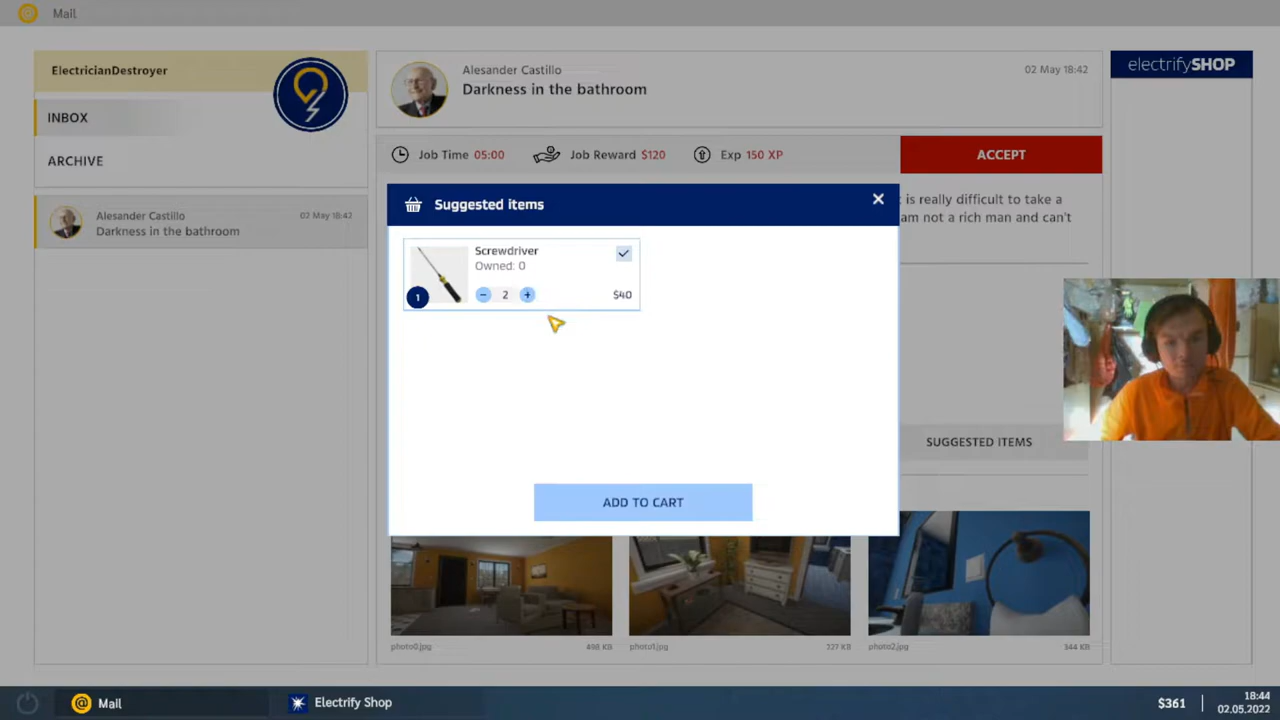 Mail
ElectricianDestroyer
INBOX
ARCHIVE
Alesander Castillo
02 May 18:42
Darkness in the bathroom
Alesander Castillo
02 May 18:42
Darkness in the bathroom
electrifySHOP
Job Time 05:00
Job Reward $120
Exp 150 XP
ACCEPT
is really difficult to take a
am not a rich man and can't
Suggested items
Screwdriver
Owned: 0
1
2
$40
ADD TO CART
SUGGESTED ITEMS
photo0.jpg
498 KB
photo1.jpg
327 KB
photo2.jpg
344 KB
Mail
Electrify Shop
$361
18:44
02.05.2022